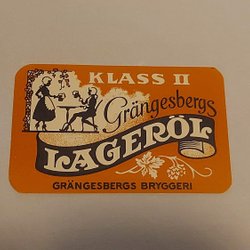 KLASS II
Grängesbergs
LAGERÖL
GRÄNGESBERGS BRYGGERI